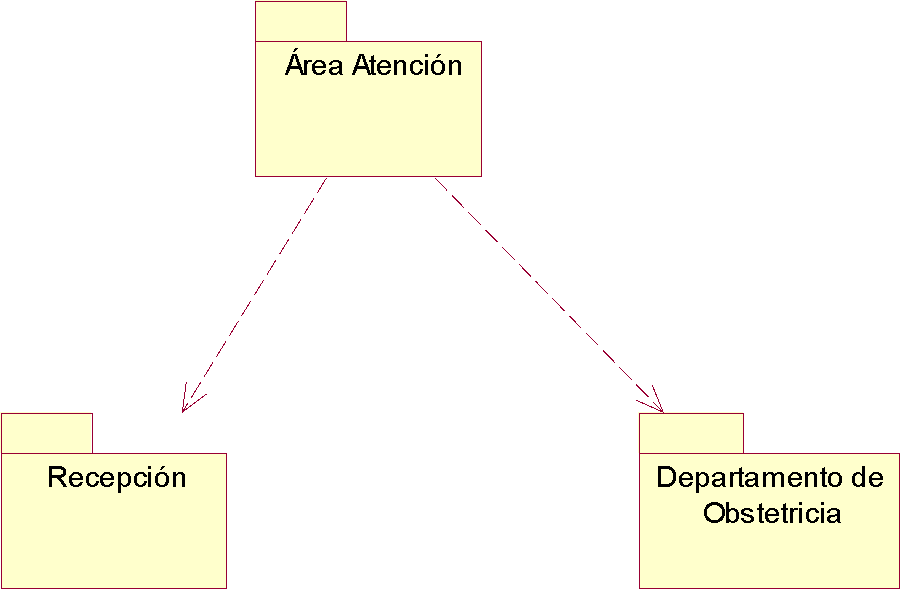 Área Atención
Recepción
Departamento de
Obstetricia